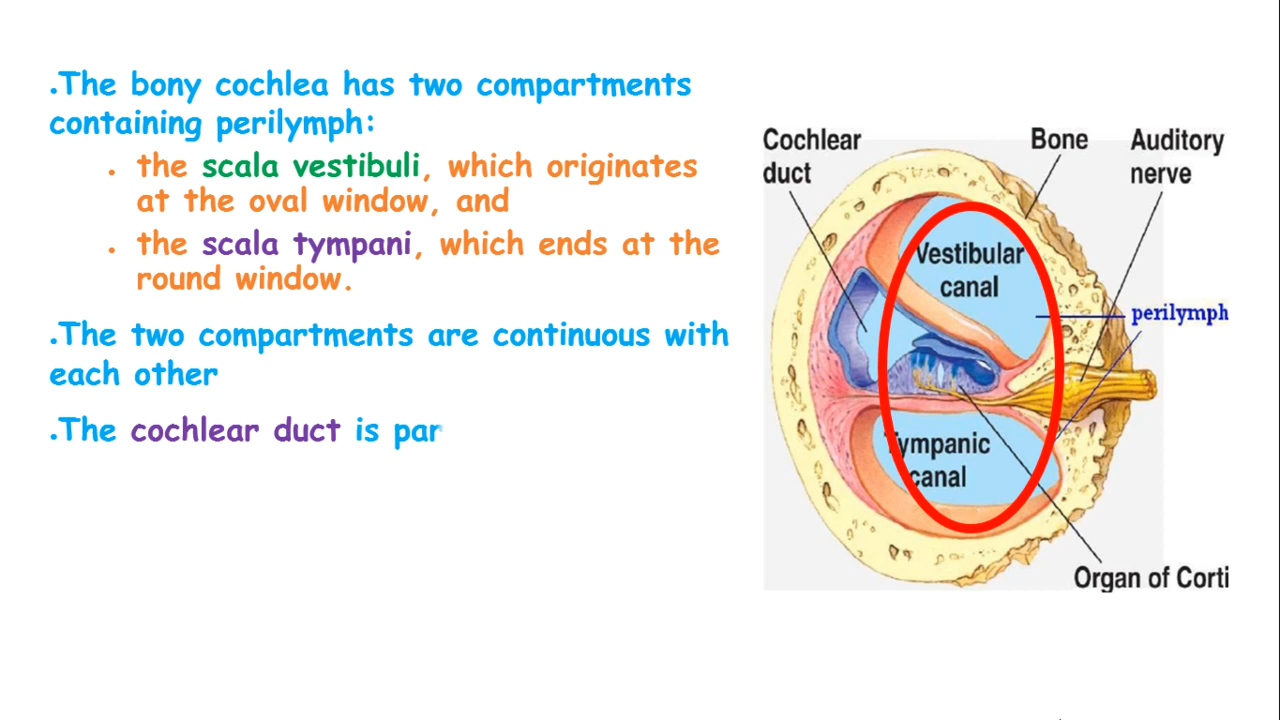 .The bony cochlea has two compartments
containing perilymph:
. the scala vestibuli, which originates
at the oval window, and
. the scala tympani, which ends at the
round window.
.The two compartments are continuous with
each other
.The cochlear duct is par
Cochlear
duct
Bone
Auditory
nerve
Vestibular
canal
perilymph
Tympanic
canal
Organ of Corti